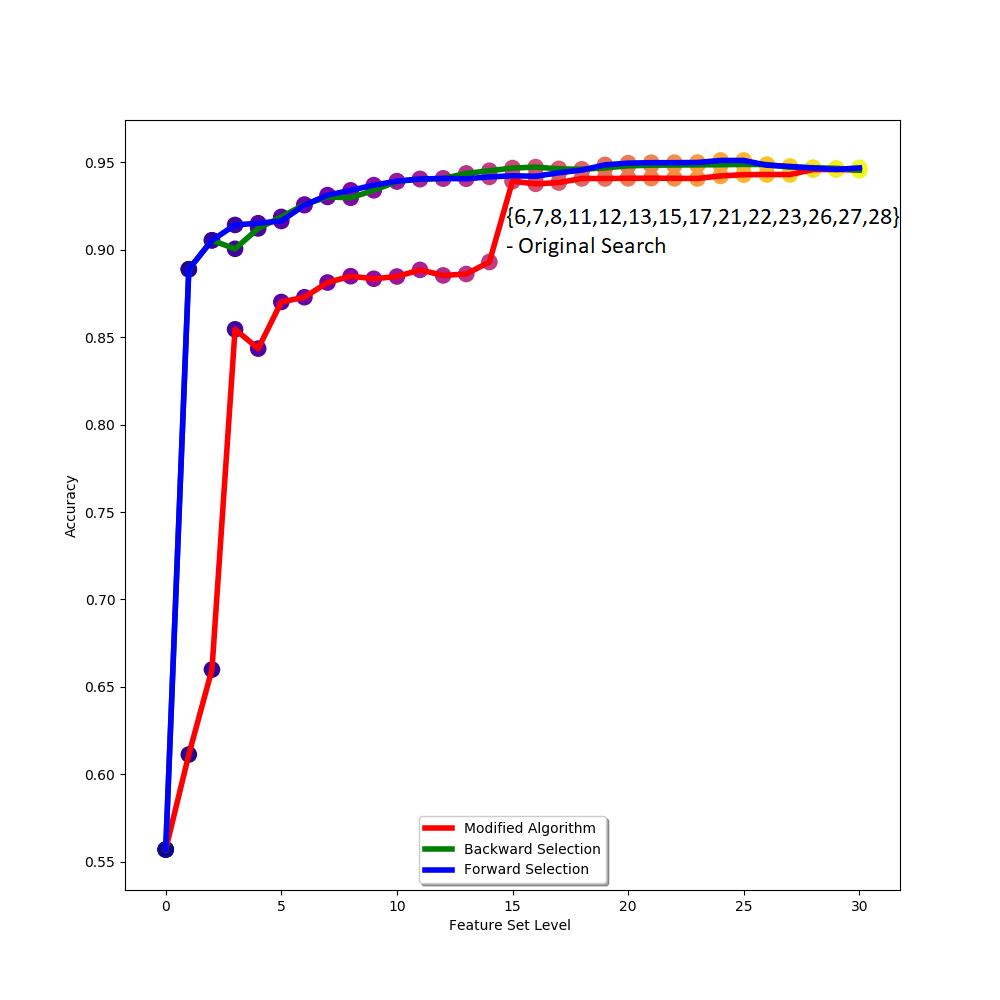 0.95
{6,7,8,11,12,13,15,17,21,22,23,26,27,28}
- Original Search
0.90
0.85
0.80
0.75
Accuracy
0.70
0.65
0.60
0.55
Modified Algorithm
Backward Selection
Forward Selection
0 5 10 15 20 25 30
Feature Set Level